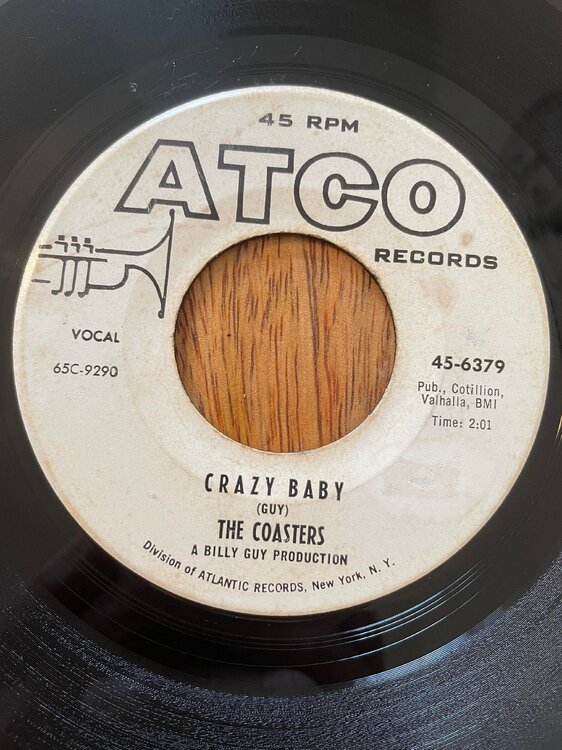 45 RPM
ATCO
RECORDS
VOCAL
65C-9290
45-6379
Pub., Cotillion,
Valhalla, BMI
Time: 2:01
CRAZY BABY
(GUY)
THE COASTERS
A BILLY GUY PRODUCTION
Division of ATLANTIC RECORDS, New York, N. Y.